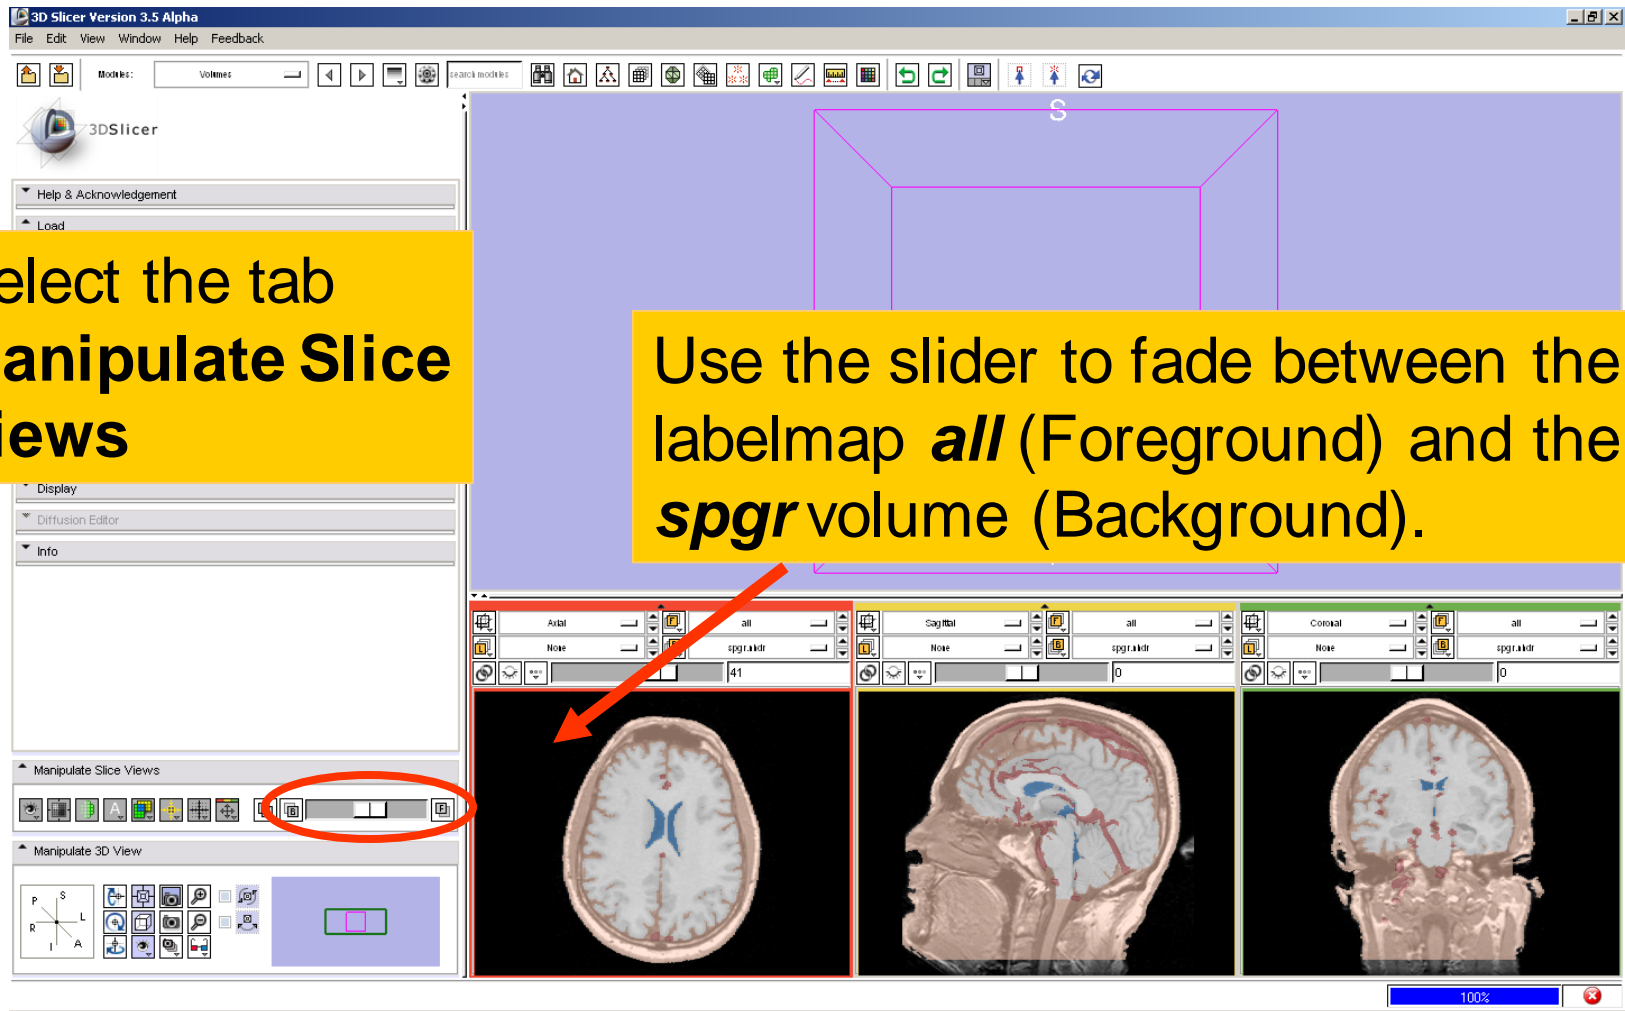 3D Slicer Version 3.5 Alpha
File Edit View Window Help Feedback
Modules: Volumes search modules
3DSlicer
Help & Acknowledgement
Load
elect the tab
anipulate Slice
iews
S
Use the slider to fade between the
labelmap all (Foreground) and the
spgr volume (Background).
Display
Diffusion Editor
Info
Axial F all
L None B spgr.nhdr
41
Sagittal F all
L None B spgr.nhdr
0
Coronal F all
L None B spgr.nhdr
0
Manipulate Slice Views
A B F
Manipulate 3D View
P S
L
R
I A
100%